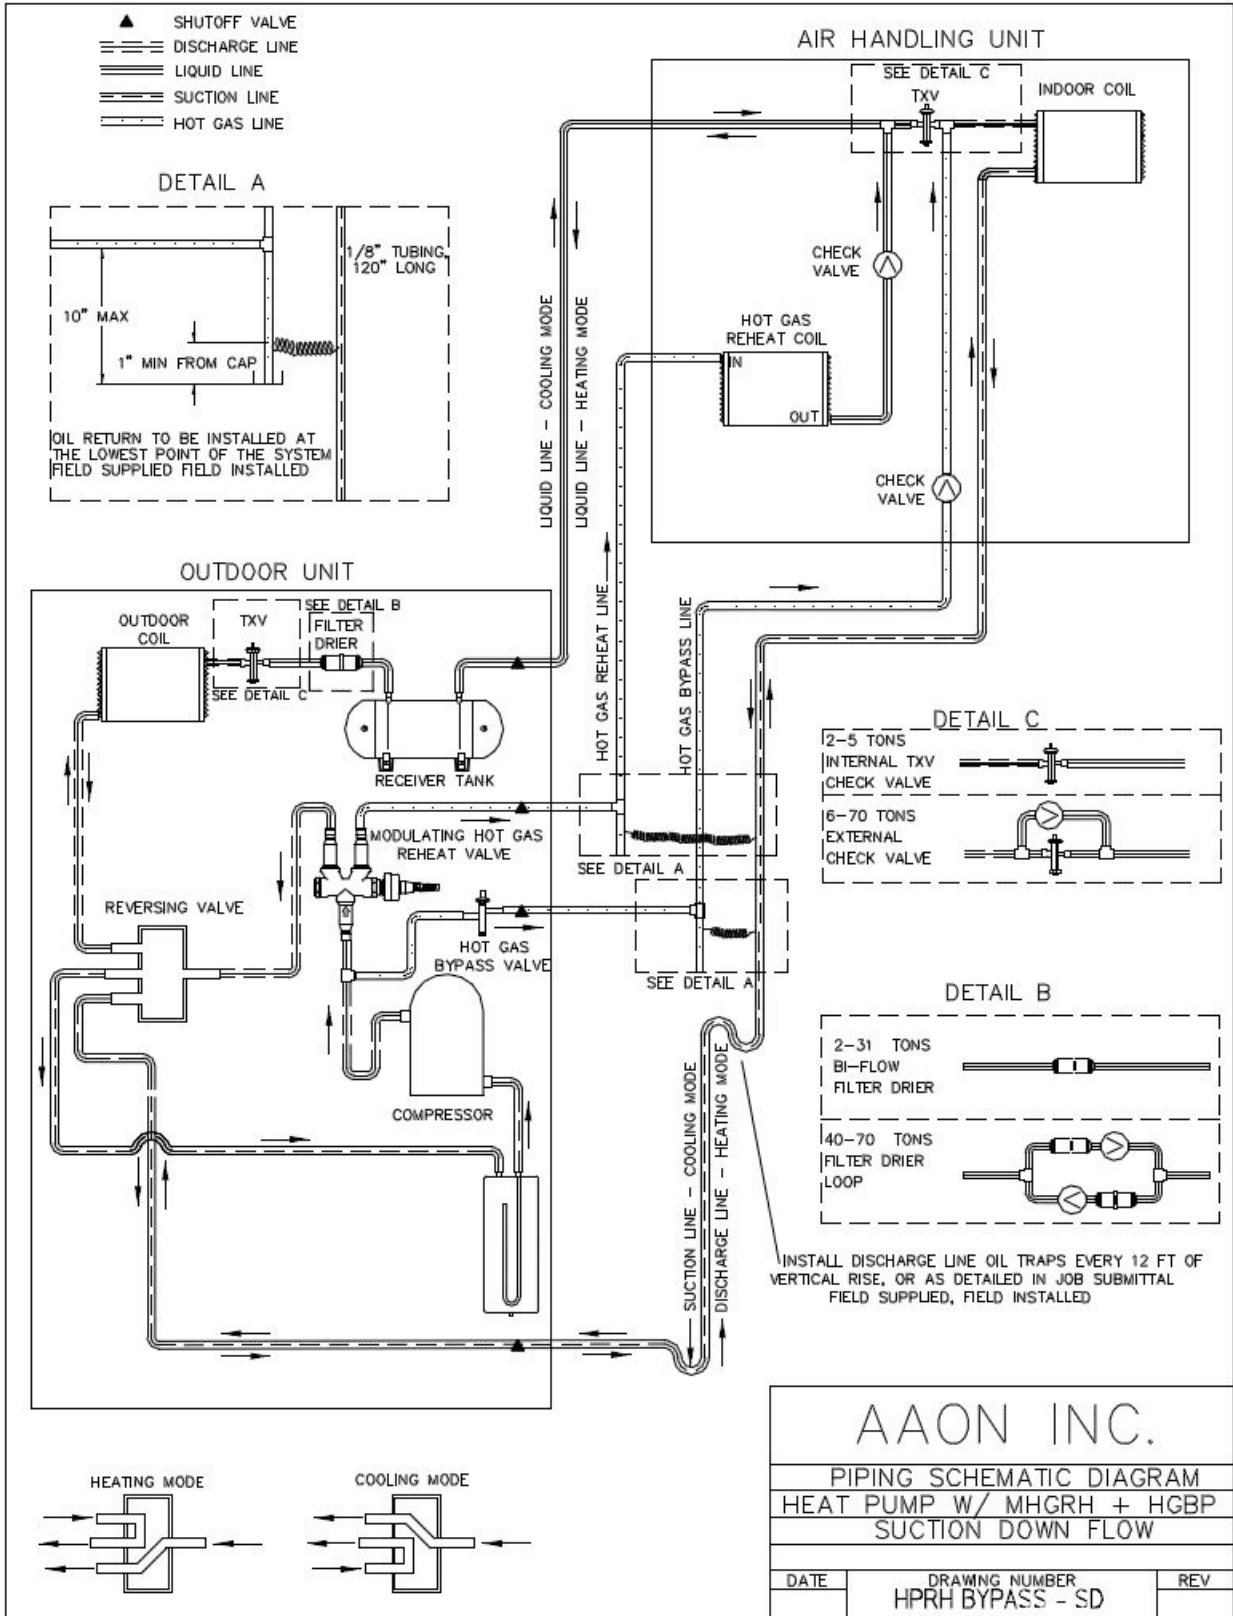 SHUTOFF VALVE
DISCHARGE LINE
LIQUID LINE
SUCTION LINE
HOT GAS LINE
AIR HANDLING UNIT
SEE DETAIL C
TXV
INDOOR COIL
DETAIL A
1/8" TUBING,
120" LONG
10" MAX
1" MIN FROM CAP
OIL RETURN TO BE INSTALLED AT
THE LOWEST POINT OF THE SYSTEM
FIELD SUPPLIED FIELD INSTALLED
LIQUID LINE - COOLING MODE
LIQUID LINE - HEATING MODE
CHECK
VALVE
HOT GAS
REHEAT COIL
IN
OUT
CHECK
VALVE
HOT GAS REHEAT LINE
HOT GAS BYPASS LINE
OUTDOOR UNIT
OUTDOOR
COIL
TXV
SEE DETAIL C
SEE DETAIL B
FILTER
DRIER
RECEIVER TANK
MODULATING HOT GAS
REHEAT VALVE
SEE DETAIL A
REVERSING VALVE
HOT GAS
BYPASS VALVE
SEE DETAIL A
COMPRESSOR
SUCTION LINE - COOLING MODE
DISCHARGE LINE - HEATING MODE
DETAIL C
2-5 TONS
INTERNAL TXV
CHECK VALVE
6-70 TONS
EXTERNAL
CHECK VALVE
DETAIL B
2-31 TONS
BI-FLOW
FILTER DRIER
40-70 TONS
FILTER DRIER
LOOP
INSTALL DISCHARGE LINE OIL TRAPS EVERY 12 FT OF
VERTICAL RISE, OR AS DETAILED IN JOB SUBMITTAL
FIELD SUPPLIED, FIELD INSTALLED
HEATING MODE
COOLING MODE
AAON INC.
PIPING SCHEMATIC DIAGRAM
HEAT PUMP W/ MHGRH + HGBP
SUCTION DOWN FLOW
DATE
DRAWING NUMBER
HPRH BYPASS - SD
REV